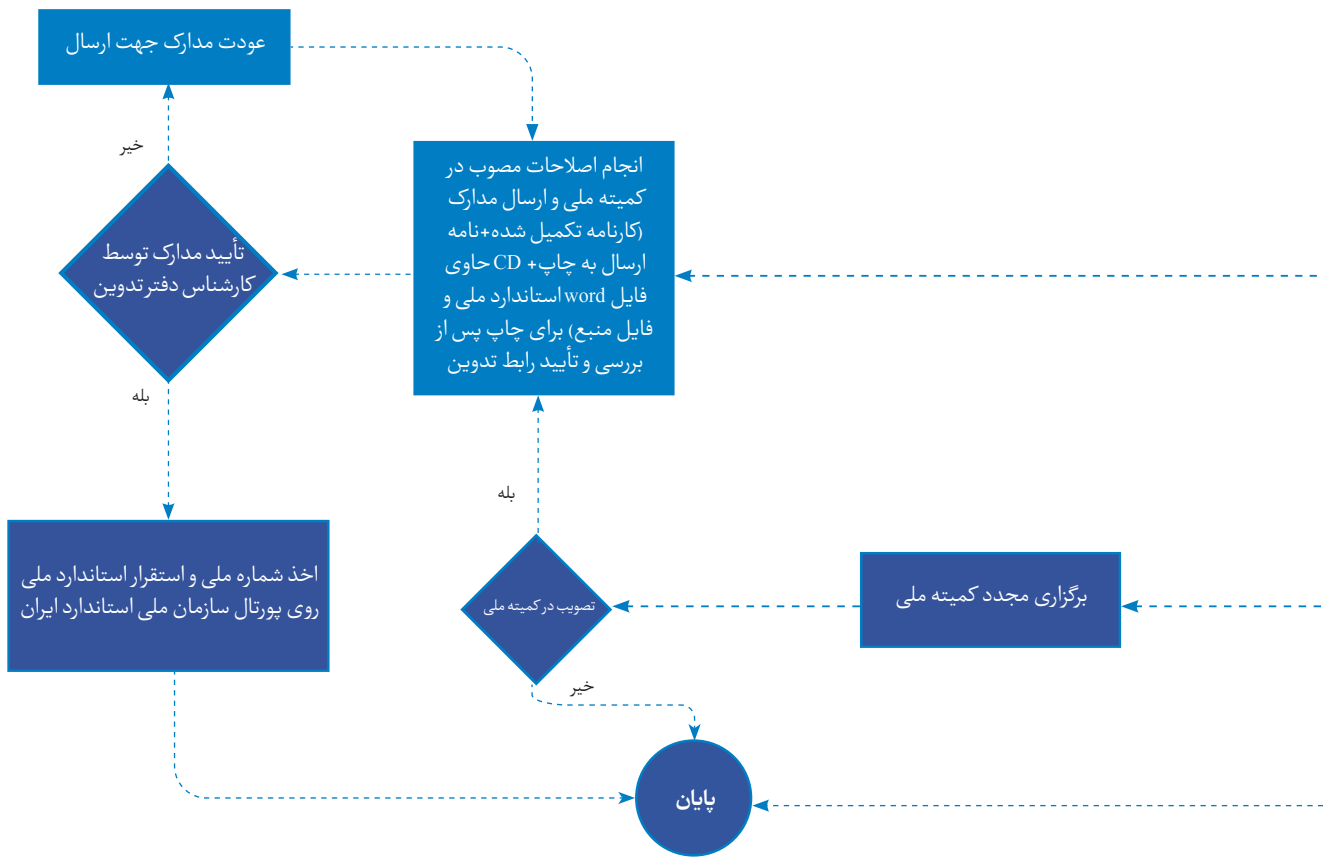 عودت مدارک جهت ارسال
خیر
انجام اصلاحات مصوب در
کمیته ملی و ارسال مدارک
(کارنامه تکمیل شده+نامه
ارسال به چاپ+ CD حاوی
فایل word استاندارد ملی و
فایل منبع) برای چاپ پس از
بررسی و تأیید رابط تدوین
تأیید مدارک توسط
کارشناس دفتر تدوین
بله
بله
اخذ شماره ملی و استقرار استاندارد ملی
روی پورتال سازمان ملی استاندارد ایران
برگزاری مجدد کمیته ملی
تصویب در کمیته ملی
خیر
پایان